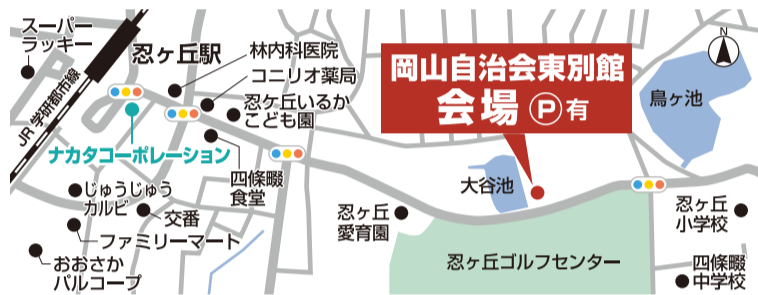 スーパー
ラッキー
忍ヶ丘駅
JR 学研都市線
林内科医院
コニリオ薬局
忍ヶ丘いるか
こども園
ナカタコーポレーション
四條畷
食堂
じゅうじゅう
カルビ
交番
ファミリーマート
おおさか
パルコープ
岡山自治会東別館
会場 P有
N
鳥ヶ池
大谷池
忍ヶ丘
愛育園
忍ヶ丘ゴルフセンター
忍ヶ丘
小学校
四條畷
中学校